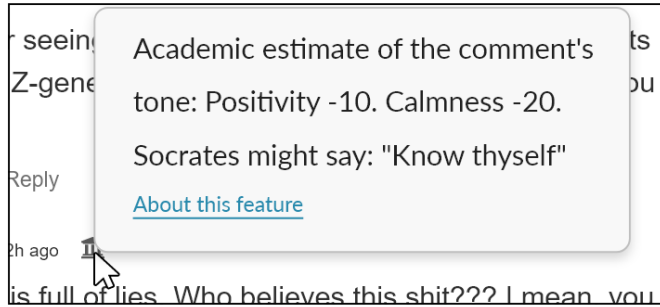 r seein
Academic estimate of the comment's
ts
Z-gene
tone: Positivity -10. Calmness -20.
ou
Socrates might say: "Know thyself"
Reply
About this feature
2h ago
is full of lies. Who believes this shit??? I mean, you